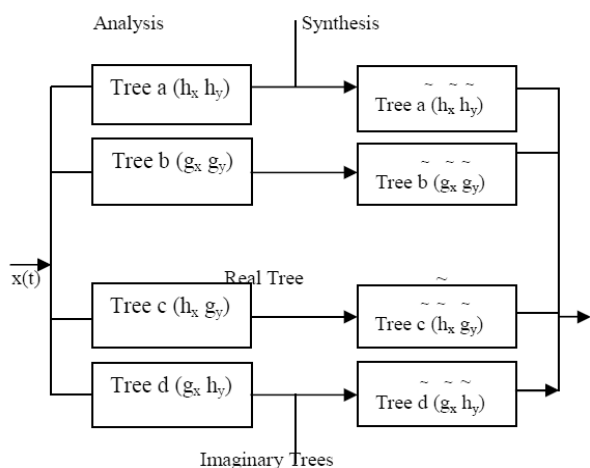 Analysis Synthesis
Tree a (hx hy)
~ ~ ~
Tree a (hx hy)
Tree b (gx gy)
~ ~ ~
Tree b (gx gy)
x(t)
Real Tree
~
Tree c (hx gy)
~ ~ ~
Tree c (hx gy)
Tree d (gx hy)
~ ~ ~
Tree d (gx hy)
Imaginary Trees